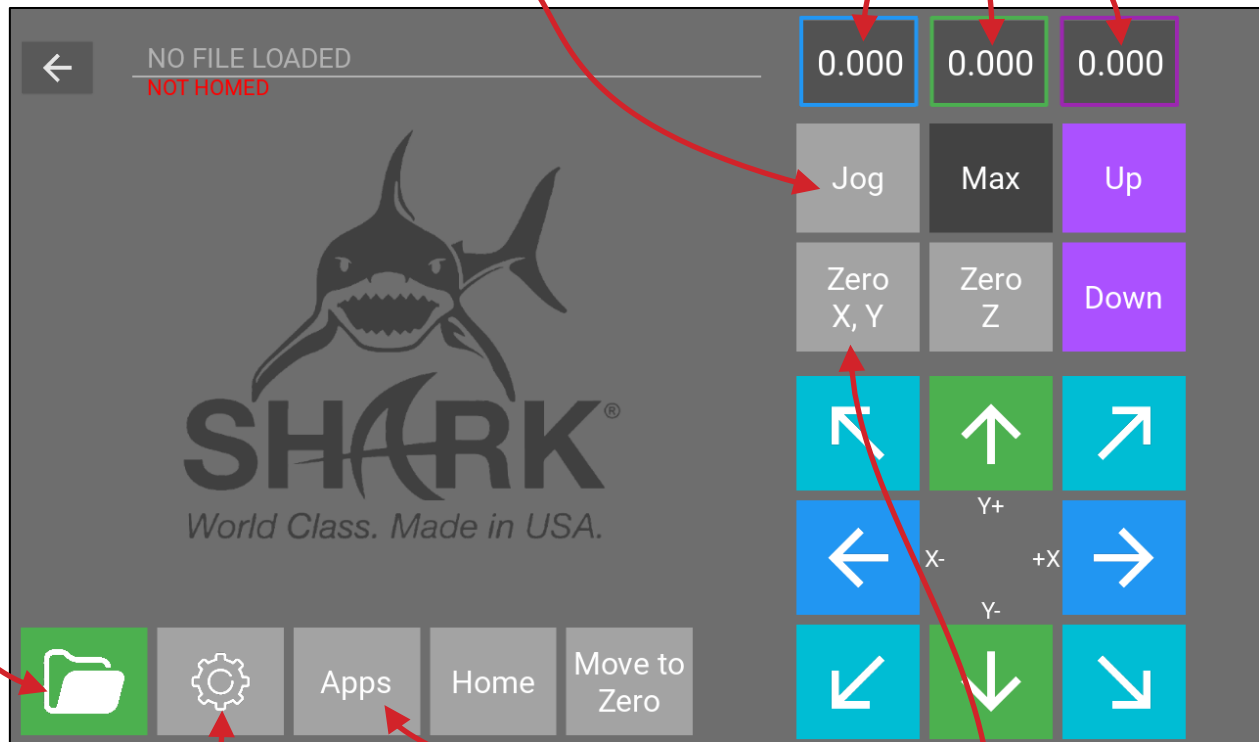 NO FILE LOADED
NOT HOMED
0.000 0.000 0.000
Jog Max Up
Zero X, Y
Zero Z
Down
SHARK®
World Class. Made in USA.
Y+
X- +X
Y-
Apps Home
Move to Zero